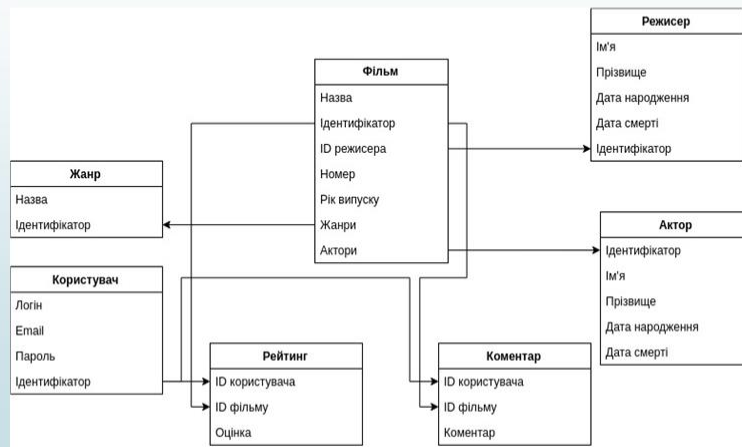 Режисер
Ім'я
Прізвище
Дата народження
Дата смерті
Ідентифікатор
Фільм
Назва
Ідентифікатор
ID режисера
Номер
Рік випуску
Жанри
Актори
Жанр
Назва
Ідентифікатор
Актор
Ідентифікатор
Ім'я
Прізвище
Дата народження
Дата смерті
Користувач
Логін
Email
Пароль
Ідентифікатор
Рейтинг
ID користувача
ID фільму
Оцінка
Коментар
ID користувача
ID фільму
Коментар